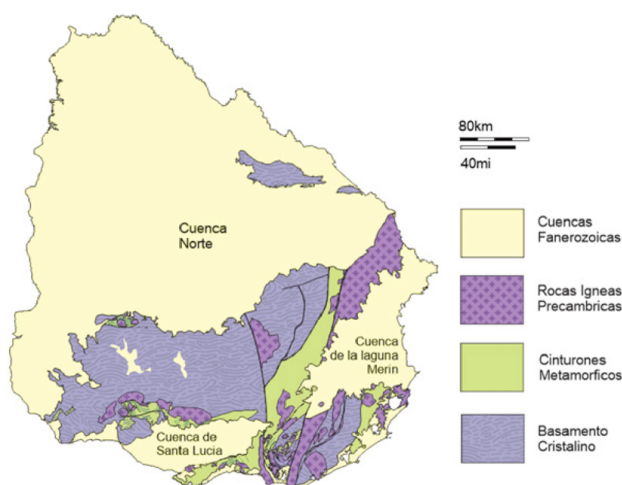 80km
40mi
Cuenca
Norte
Cuencas
Fanerozoicas
Rocas Igneas
Precambricas
Cuenca
de la laguna
Merin
Cinturones
Metamorficos
Cuenca de
Santa Lucia
Basamento
Cristalino